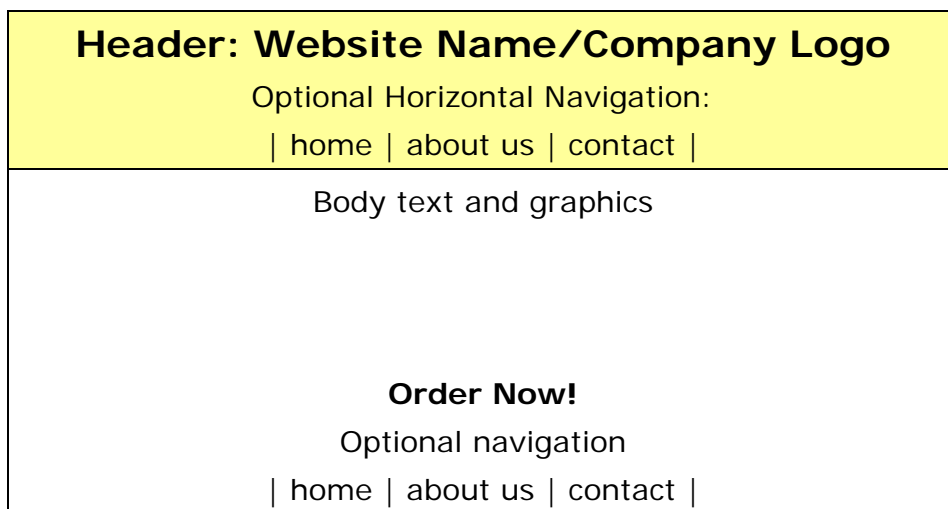 Header: Website Name/Company Logo
Optional Horizontal Navigation:
| home | about us | contact |
Body text and graphics
Order Now!
Optional navigation
| home | about us | contact |